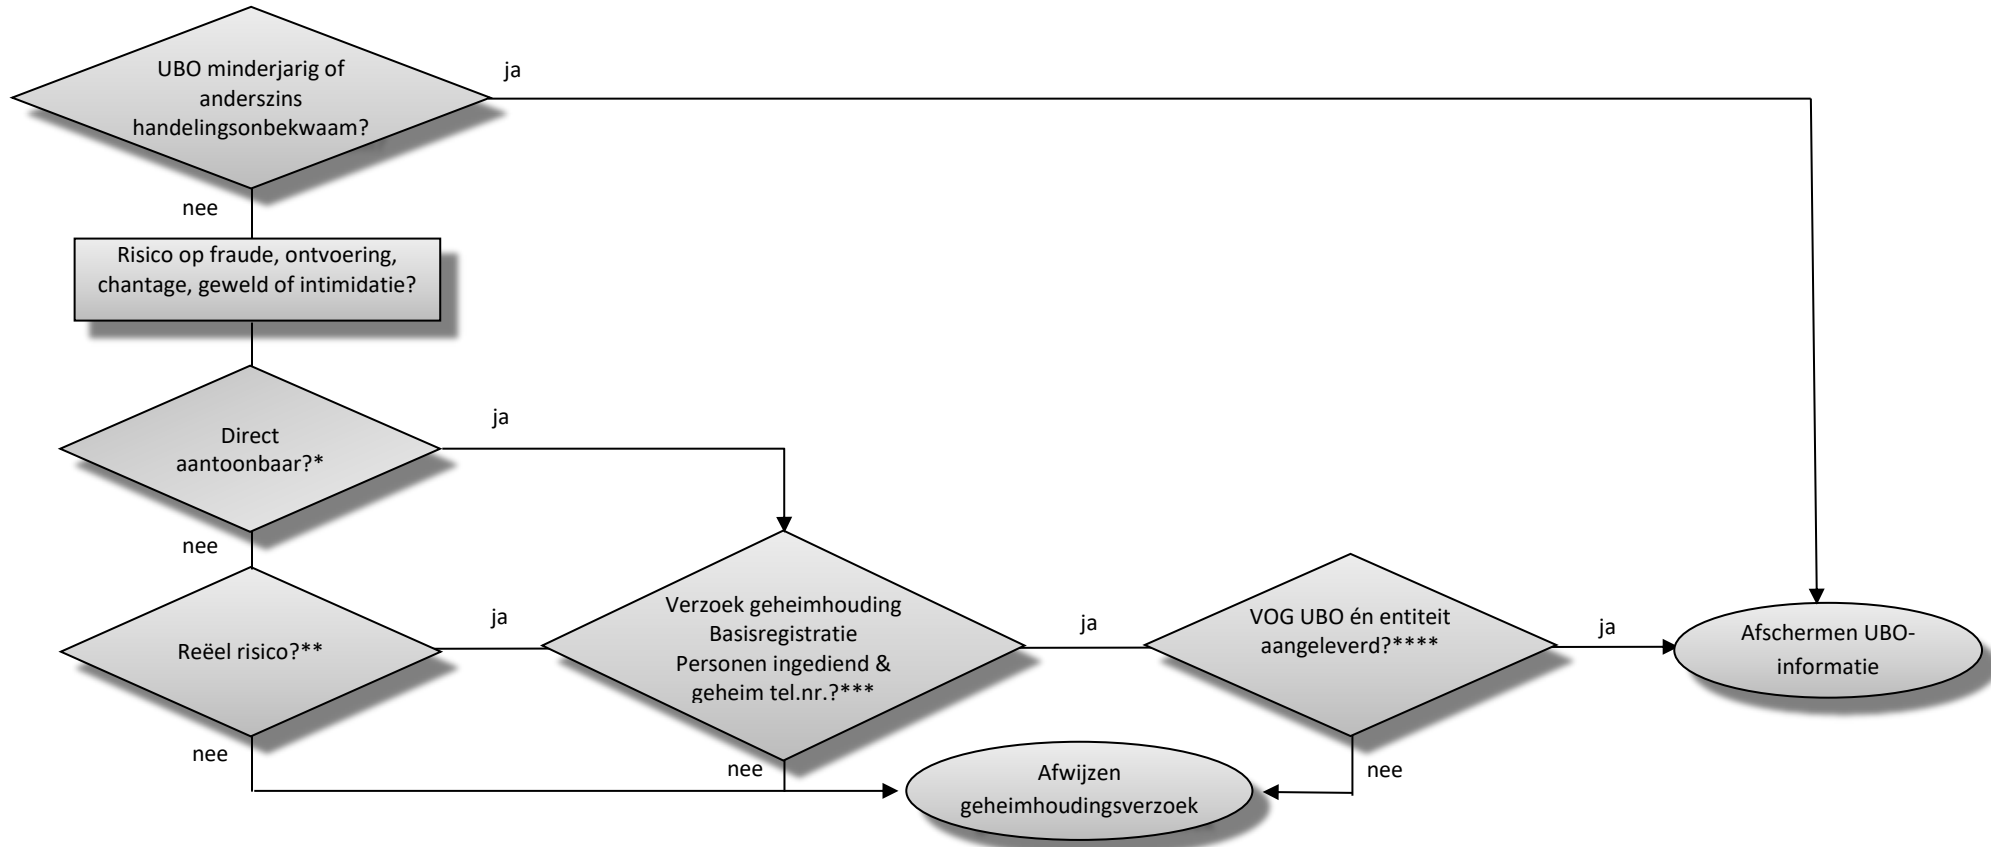 UBO minderjarig of
anderszins
handelingsonbekwaam?
ja
nee
Risico op fraude, ontvoering,
chantage, geweld of intimidatie?
Direct
aantoonbaar?*
ja
nee
Reëel risico?**
ja
nee
Verzoek geheimhouding
Basisregistratie
Personen ingediend &
geheim tel.nr.?***
ja
nee
VOG UBO én entiteit
aangeleverd?****
ja
nee
Afschermen UBO-
informatie
Afwijzen
geheimhoudingsverzoek